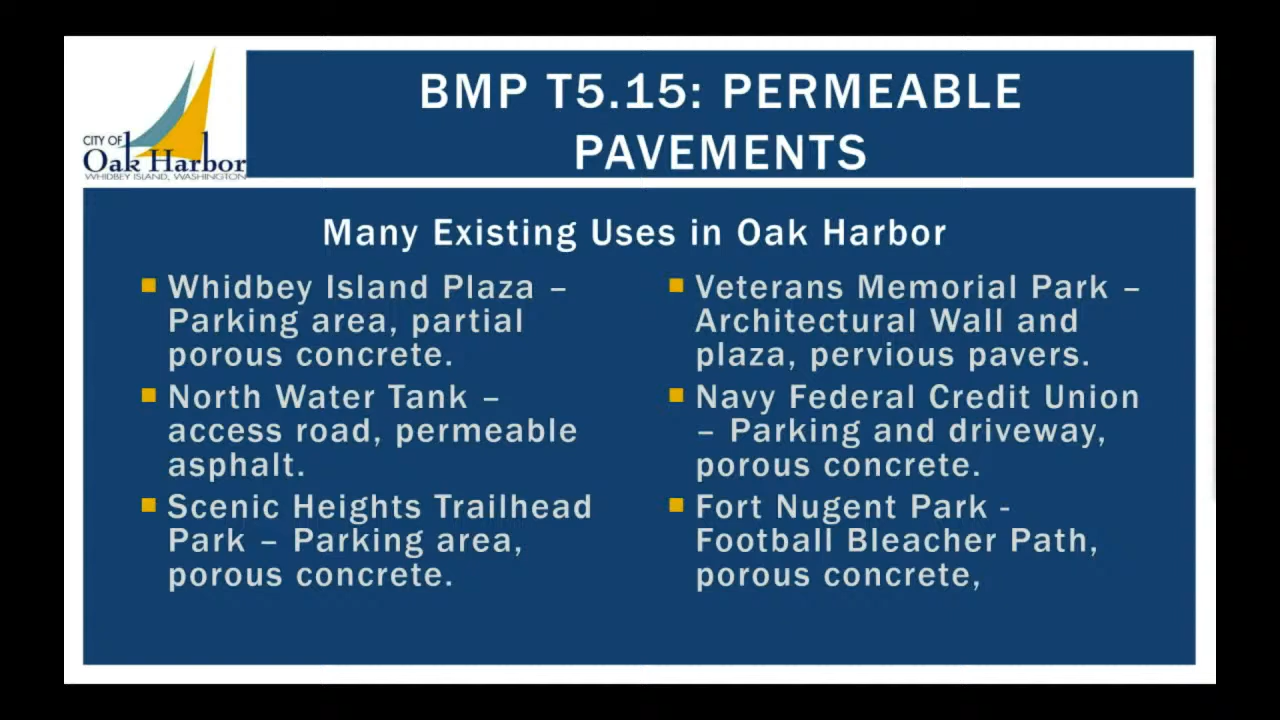 CITY OF
Oak Harbor
WHIDBEY ISLAND, WASHINGTON
BMP T5.15: PERMEABLE
PAVEMENTS
Many Existing Uses in Oak Harbor
Whidbey Island Plaza –
Parking area, partial
porous concrete.
North Water Tank –
access road, permeable
asphalt.
Scenic Heights Trailhead
Park – Parking area,
porous concrete.
Veterans Memorial Park –
Architectural Wall and
plaza, pervious pavers.
Navy Federal Credit Union
– Parking and driveway,
porous concrete.
Fort Nugent Park -
Football Bleacher Path,
porous concrete,